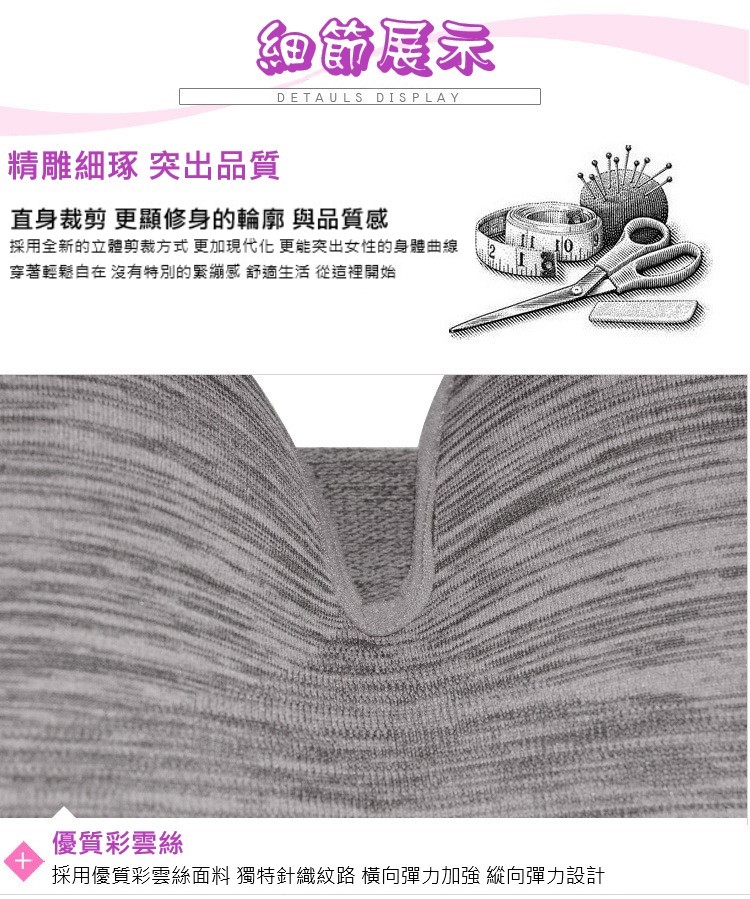 細節展示
DETAULS DISPLAY
精雕細琢 突出品質
直身裁剪 更顯修身的輪廓 與品質感
採用全新的立體剪裁方式 更加現代化 更能突出女性的身體曲線
穿著輕鬆自在 沒有特別的緊繃感 舒適生活 從這裡開始
2 1 11 10 9
優質彩雲絲
採用優質彩雲絲面料 獨特針織紋路 橫向彈力加強 縱向彈力設計